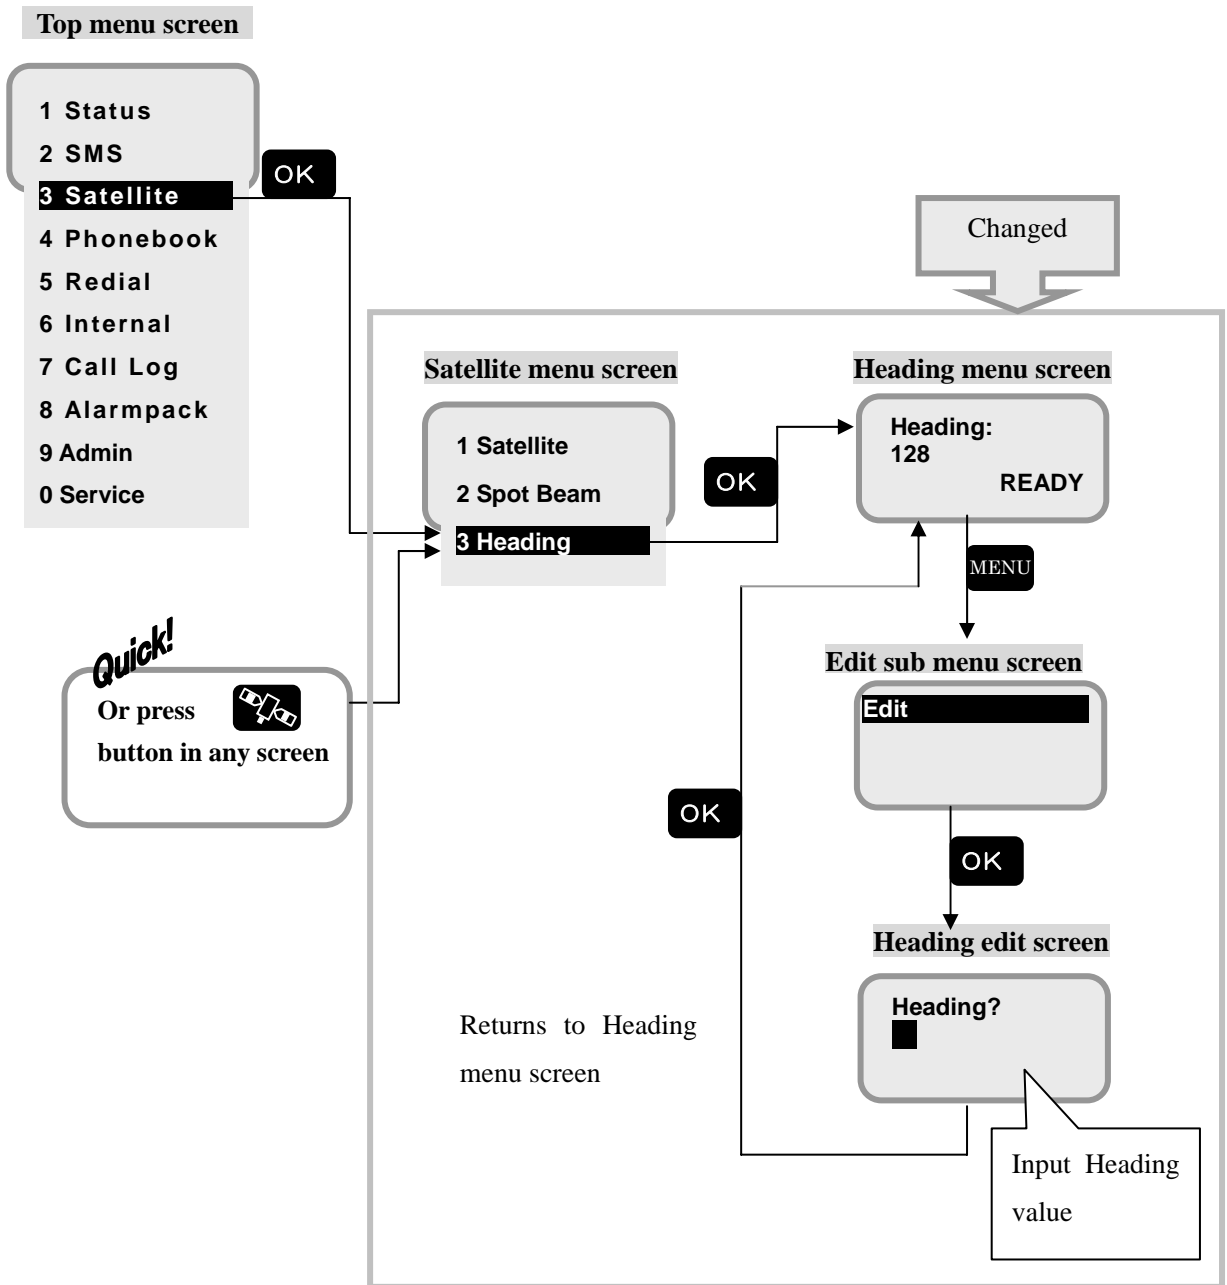 Top menu screen
1 Status
2 SMS
3 Satellite
4 Phonebook
5 Redial
6 Internal
7 Call Log
8 Alarmpack
9 Admin
0 Service
OK
Quick!
Or press
button in any screen
Changed
Satellite menu screen
1 Satellite
2 Spot Beam
3 Heading
OK
Heading menu screen
Heading:
128
READY
MENU
Edit sub menu screen
Edit
OK
Heading edit screen
Heading?
Input Heading
value
OK
Returns to Heading
menu screen